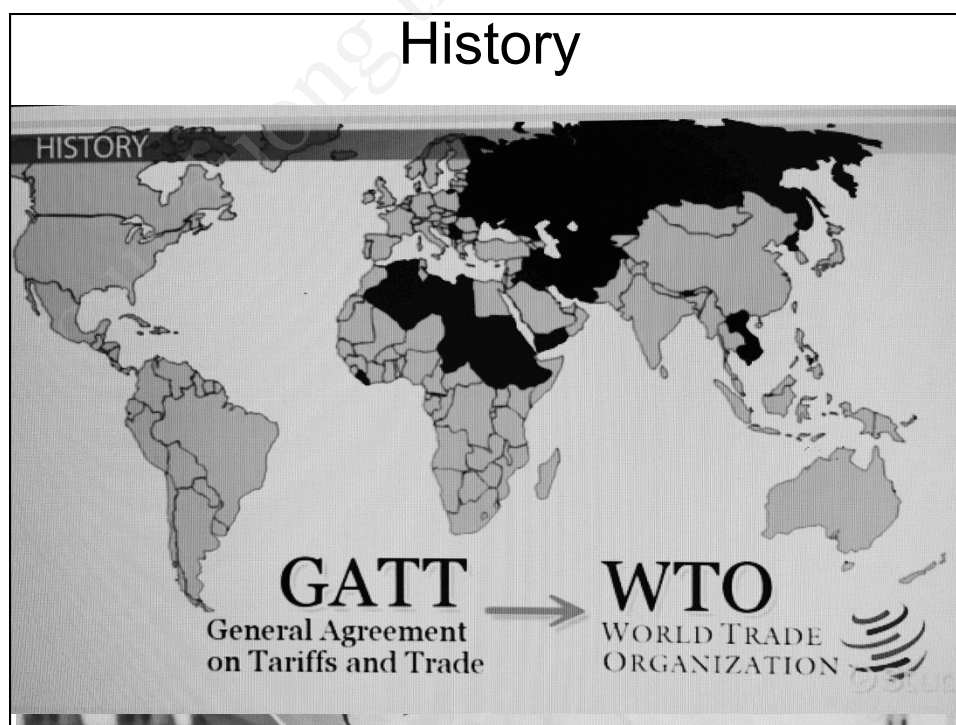 History
HISTORY
GATT
General Agreement
on Tariffs and Trade
WTO
WORLD TRADE
ORGANIZATION